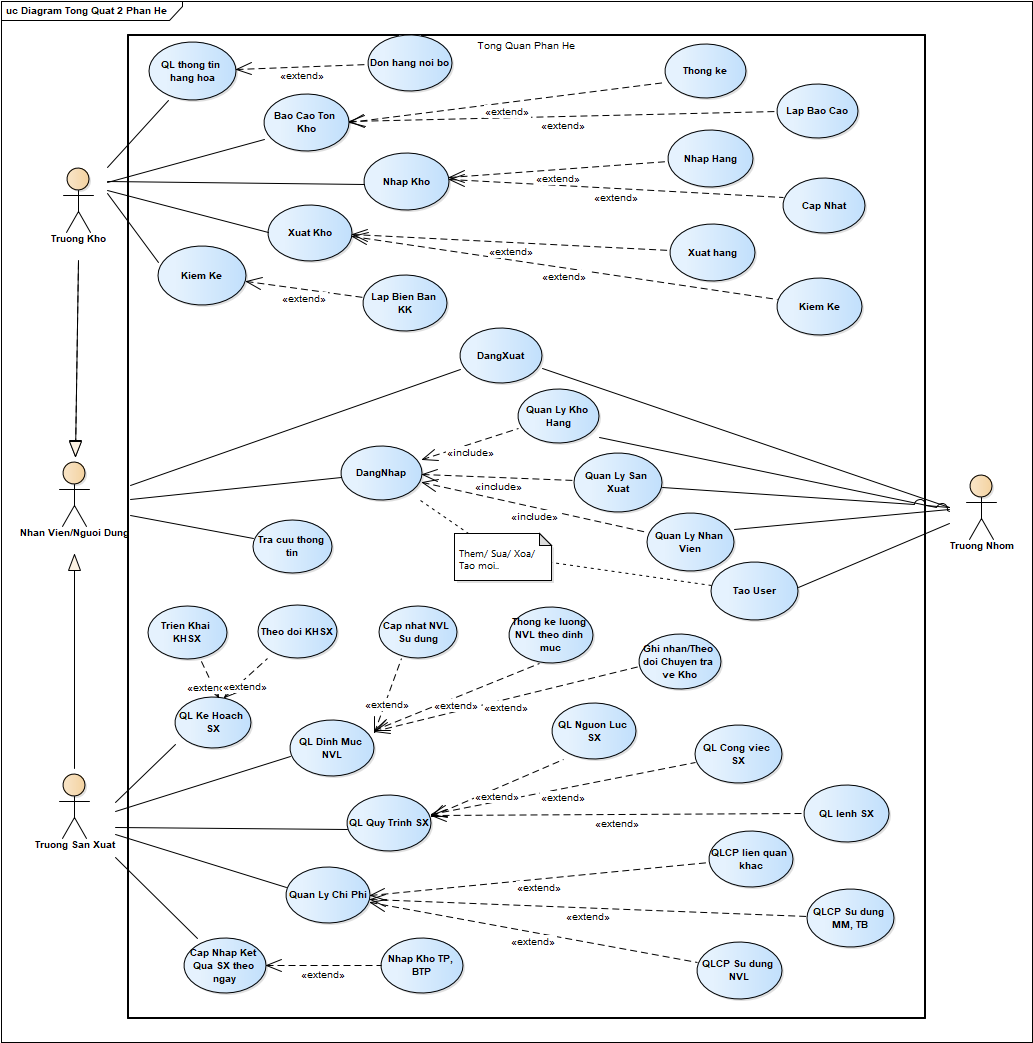 uc Diagram Tong Quat 2 Phan He
Tong Quan Phan He
QL thong tin
hang hoa
«extend»
Don hang noi bo
Thong ke
Bao Cao Ton
Kho
«extend»
Lap Bao Cao
«extend»
Nhap Hang
Nhap Kho
«extend»
Cap Nhat
«extend»
Truong Kho
Xuat Kho
Xuat hang
«extend»
Kiem Ke
«extend»
Lap Bien Ban
KK
«extend»
Kiem Ke
DangXuat
Quan Ly Kho
Hang
«include»
DangNhap
Quan Ly San
Xuat
«include»
«include»
Nhan Vien/Nguoi Dung
Tra cuu thong
tin
Quan Ly Nhan
Vien
Truong Nhom
Them/ Sua/ Xoa/
Tao moi..
Tao User
Trien Khai
KHSX
Theo doi KHSX
Cap nhat NVL
Su dung
Thong ke luong
NVL theo dinh
muc
Ghi nhan/Theo
doi Chuyen tra
ve Kho
«extend»
«extend»
«extend»
«extend»
«extend»
QL Ke Hoach
SX
QL Dinh Muc
NVL
QL Nguon Luc
SX
QL Cong viec
SX
«extend»
«extend»
QL Quy Trinh SX
«extend»
QL lenh SX
Truong San Xuat
QLCP lien quan
khac
«extend»
Quan Ly Chi Phi
«extend»
QLCP Su dung
MM, TB
«extend»
Cap Nhap Ket
Qua SX theo
ngay
«extend»
Nhap Kho TP,
BTP
QLCP Su dung
NVL